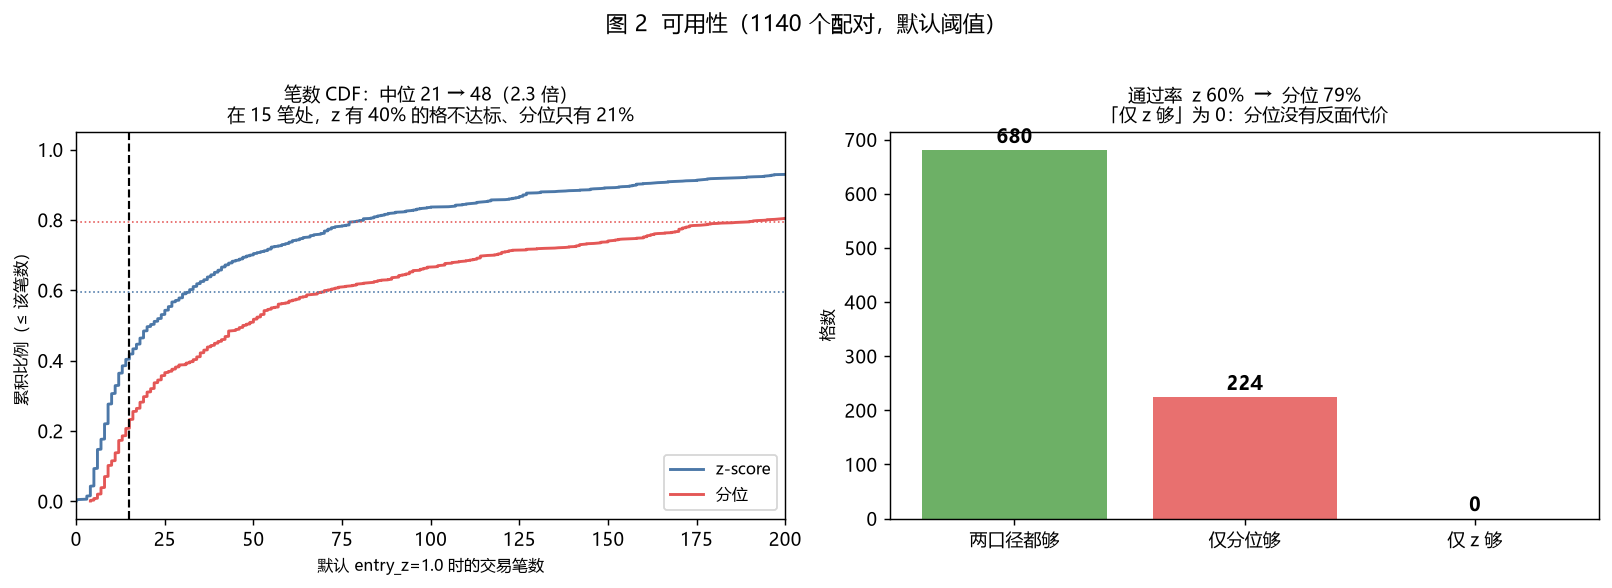 图 2  可用性（1140 个配对，默认阈值）
笔数 CDF：中位 21 → 48（2.3 倍）
在 15 笔处，z 有 40% 的格不达标、分位只有 21%
累积比例（≤ 该笔数）
1.0
0.8
0.6
0.4
0.2
0.0
z-score
分位
0 25 50 75 100 125 150 175 200
默认 entry_z=1.0 时的交易笔数
通过率  z 60%  →  分位 79%
「仅 z 够」为 0：分位没有反面代价
格数
700
600
500
400
300
200
100
0
680
224
0
两口径都够 仅分位够 仅 z 够